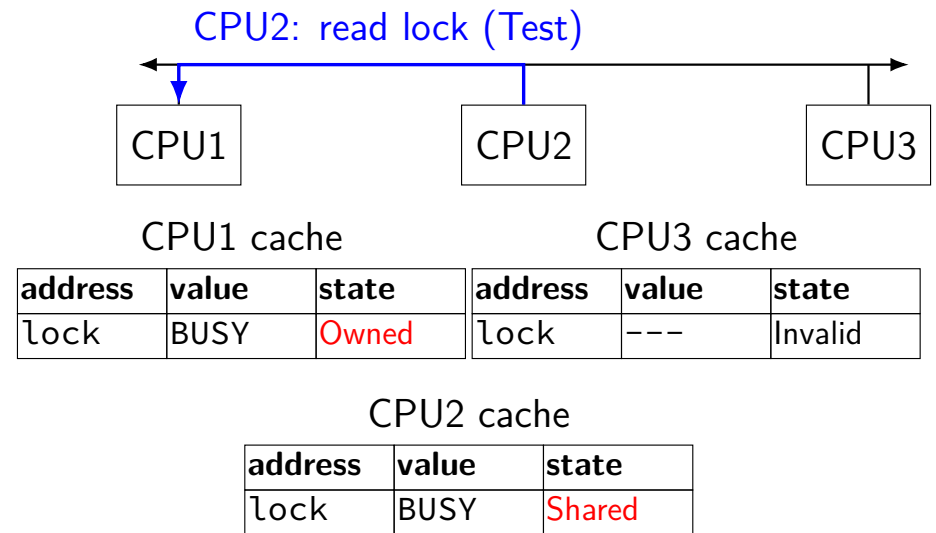 CPU2: read lock (Test)
CPU1 CPU2 CPU3
CPU1 cache CPU3 cache
address value state address value state
lock BUSY Owned lock --- Invalid
CPU2 cache
address value state
lock BUSY Shared